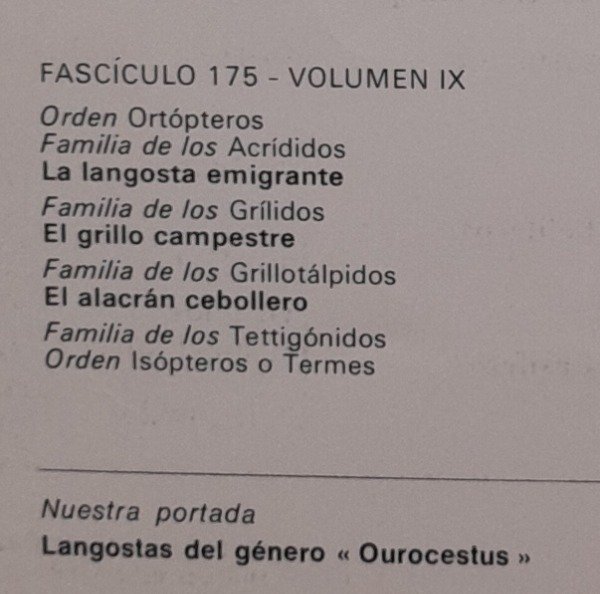 FASCÍCULO 175 - VOLUMEN IX
Orden Ortópteros
Familia de los Acrídidos
La langosta emigrante
Familia de los Grílidos
El grillo campestre
Familia de los Grillotálpidos
El alacrán cebollero
Familia de los Tettigónidos
Orden Isópteros o Termes
Nuestra portada
Langostas del género « Ourocestus »